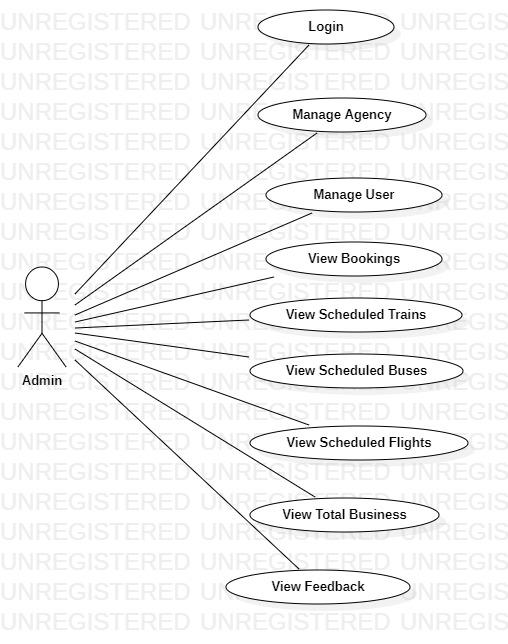 Login
Manage Agency
Manage User
View Bookings
View Scheduled Trains
View Scheduled Buses
Admin
View Scheduled Flights
View Total Business
View Feedback